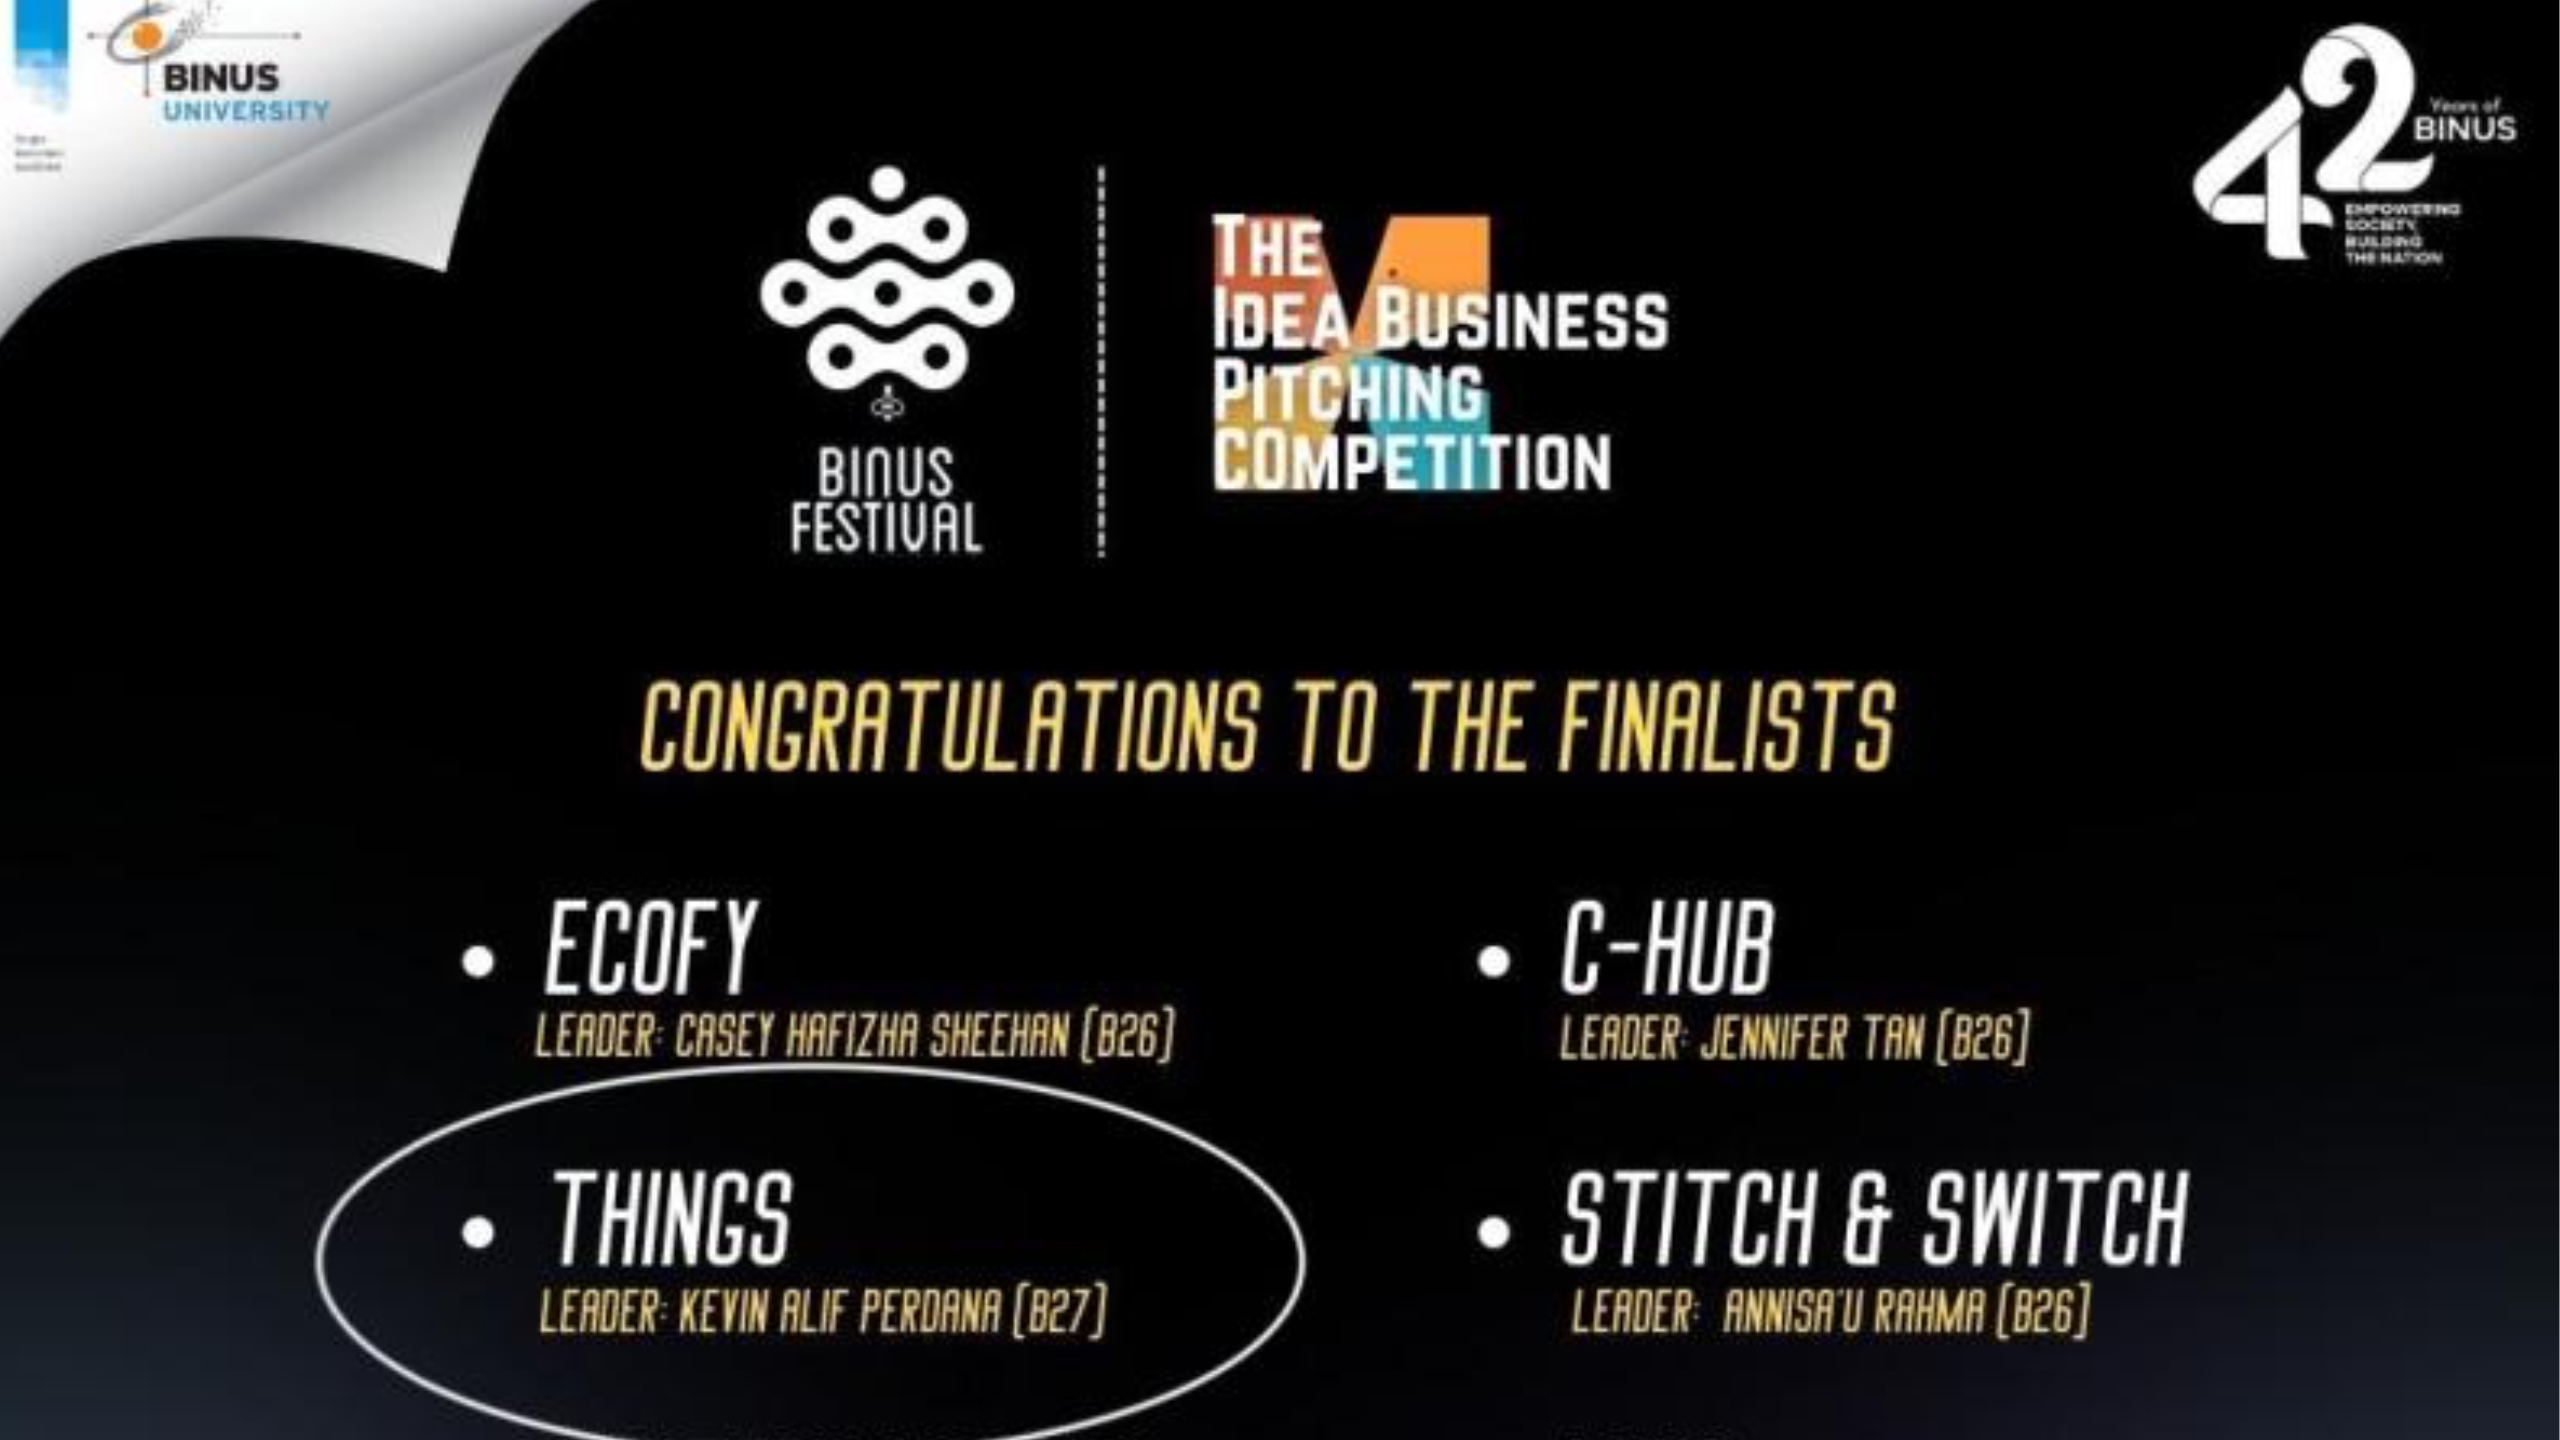 BINUS
UNIVERSITY
42
Years of
BINUS
EMPOWERING
SOCIETY,
BUILDING
THE NATION
BINUS
FESTIVAL
THE
IDEA BUSINESS
PITCHING
COMPETITION
CONGRATULATIONS TO THE FINALISTS
• ECOFY
LEADER: CASEY HAFIZHA SHEEHAN (B26)
• C-HUB
LEADER: JENNIFER TAN (B26)
• THINGS
LEADER: KEVIN ALIF PERDANA (B27)
• STITCH & SWITCH
LEADER: ANNISA'U RAHMA (B26)